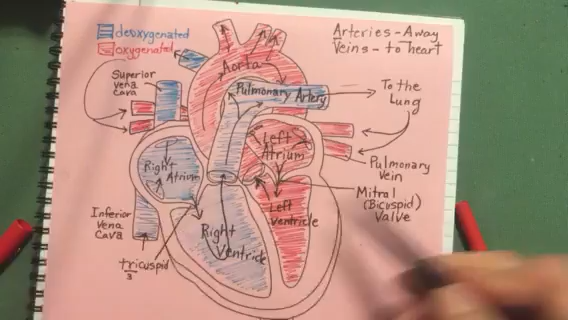 deoxygenated
oxygenated
Arteries - Away
Veins - to heart
Aorta
Superior
Vena
Cava
Pulmonary Artery
To the
Lung
Left
Atrium
Right
Atrium
Pulmonary
Vein
Mitral
(Bicuspid)
Valve
Left
Ventricle
Inferior
Vena
Cava
Right
Ventricle
tricuspid
3